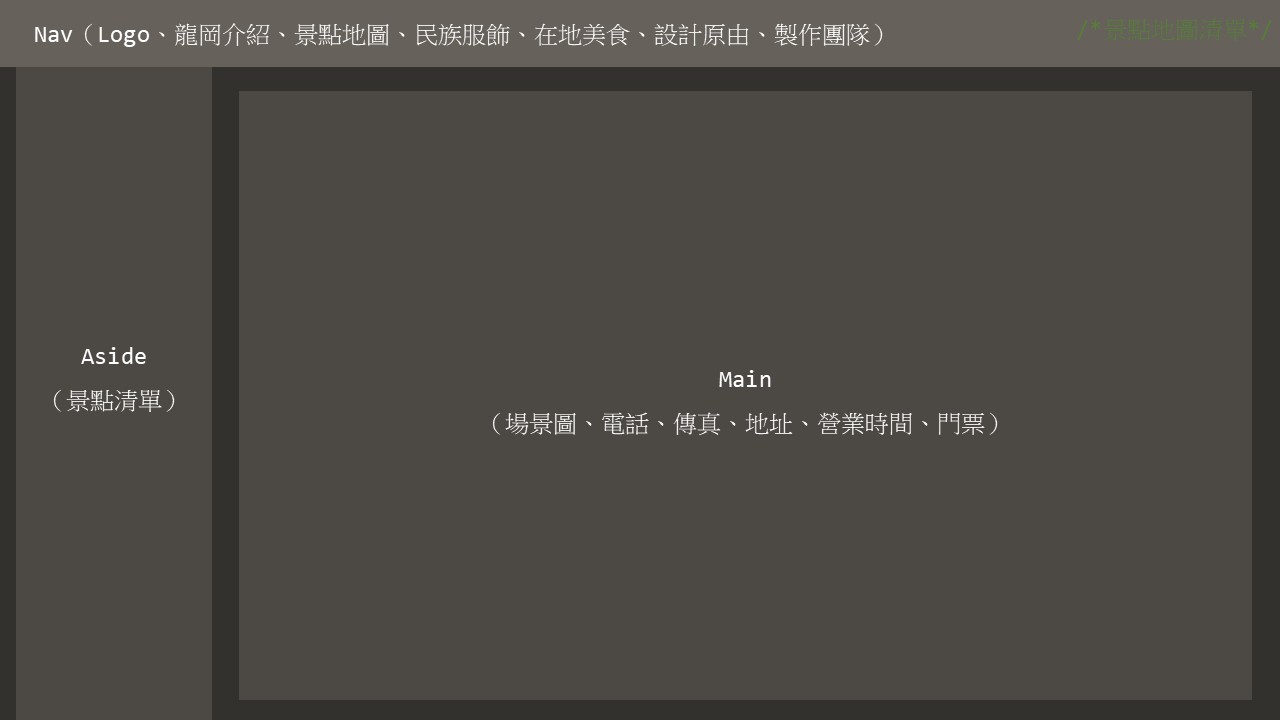 Nav（Logo、龍岡介紹、景點地圖、民族服飾、在地美食、設計原由、製作團隊）
/*景點地圖清單*/
Aside
（景點清單）
Main
（場景圖、電話、傳真、地址、營業時間、門票）